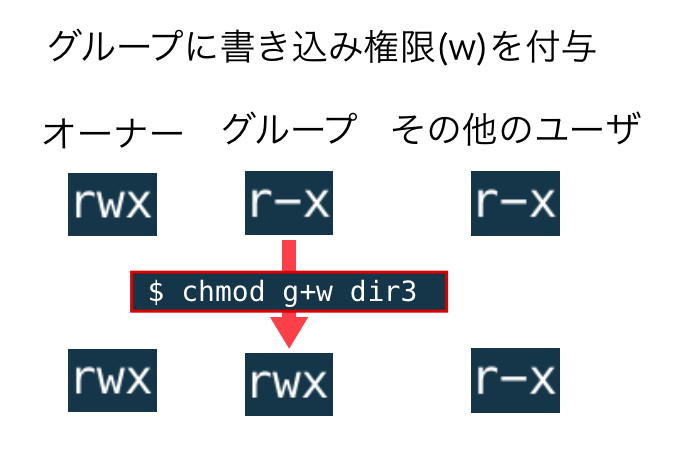 グループに書き込み権限(w)を付与
オーナー グループ その他のユーザ
rwx r-x r-x
$ chmod g+w dir3
rwx rwx r-x